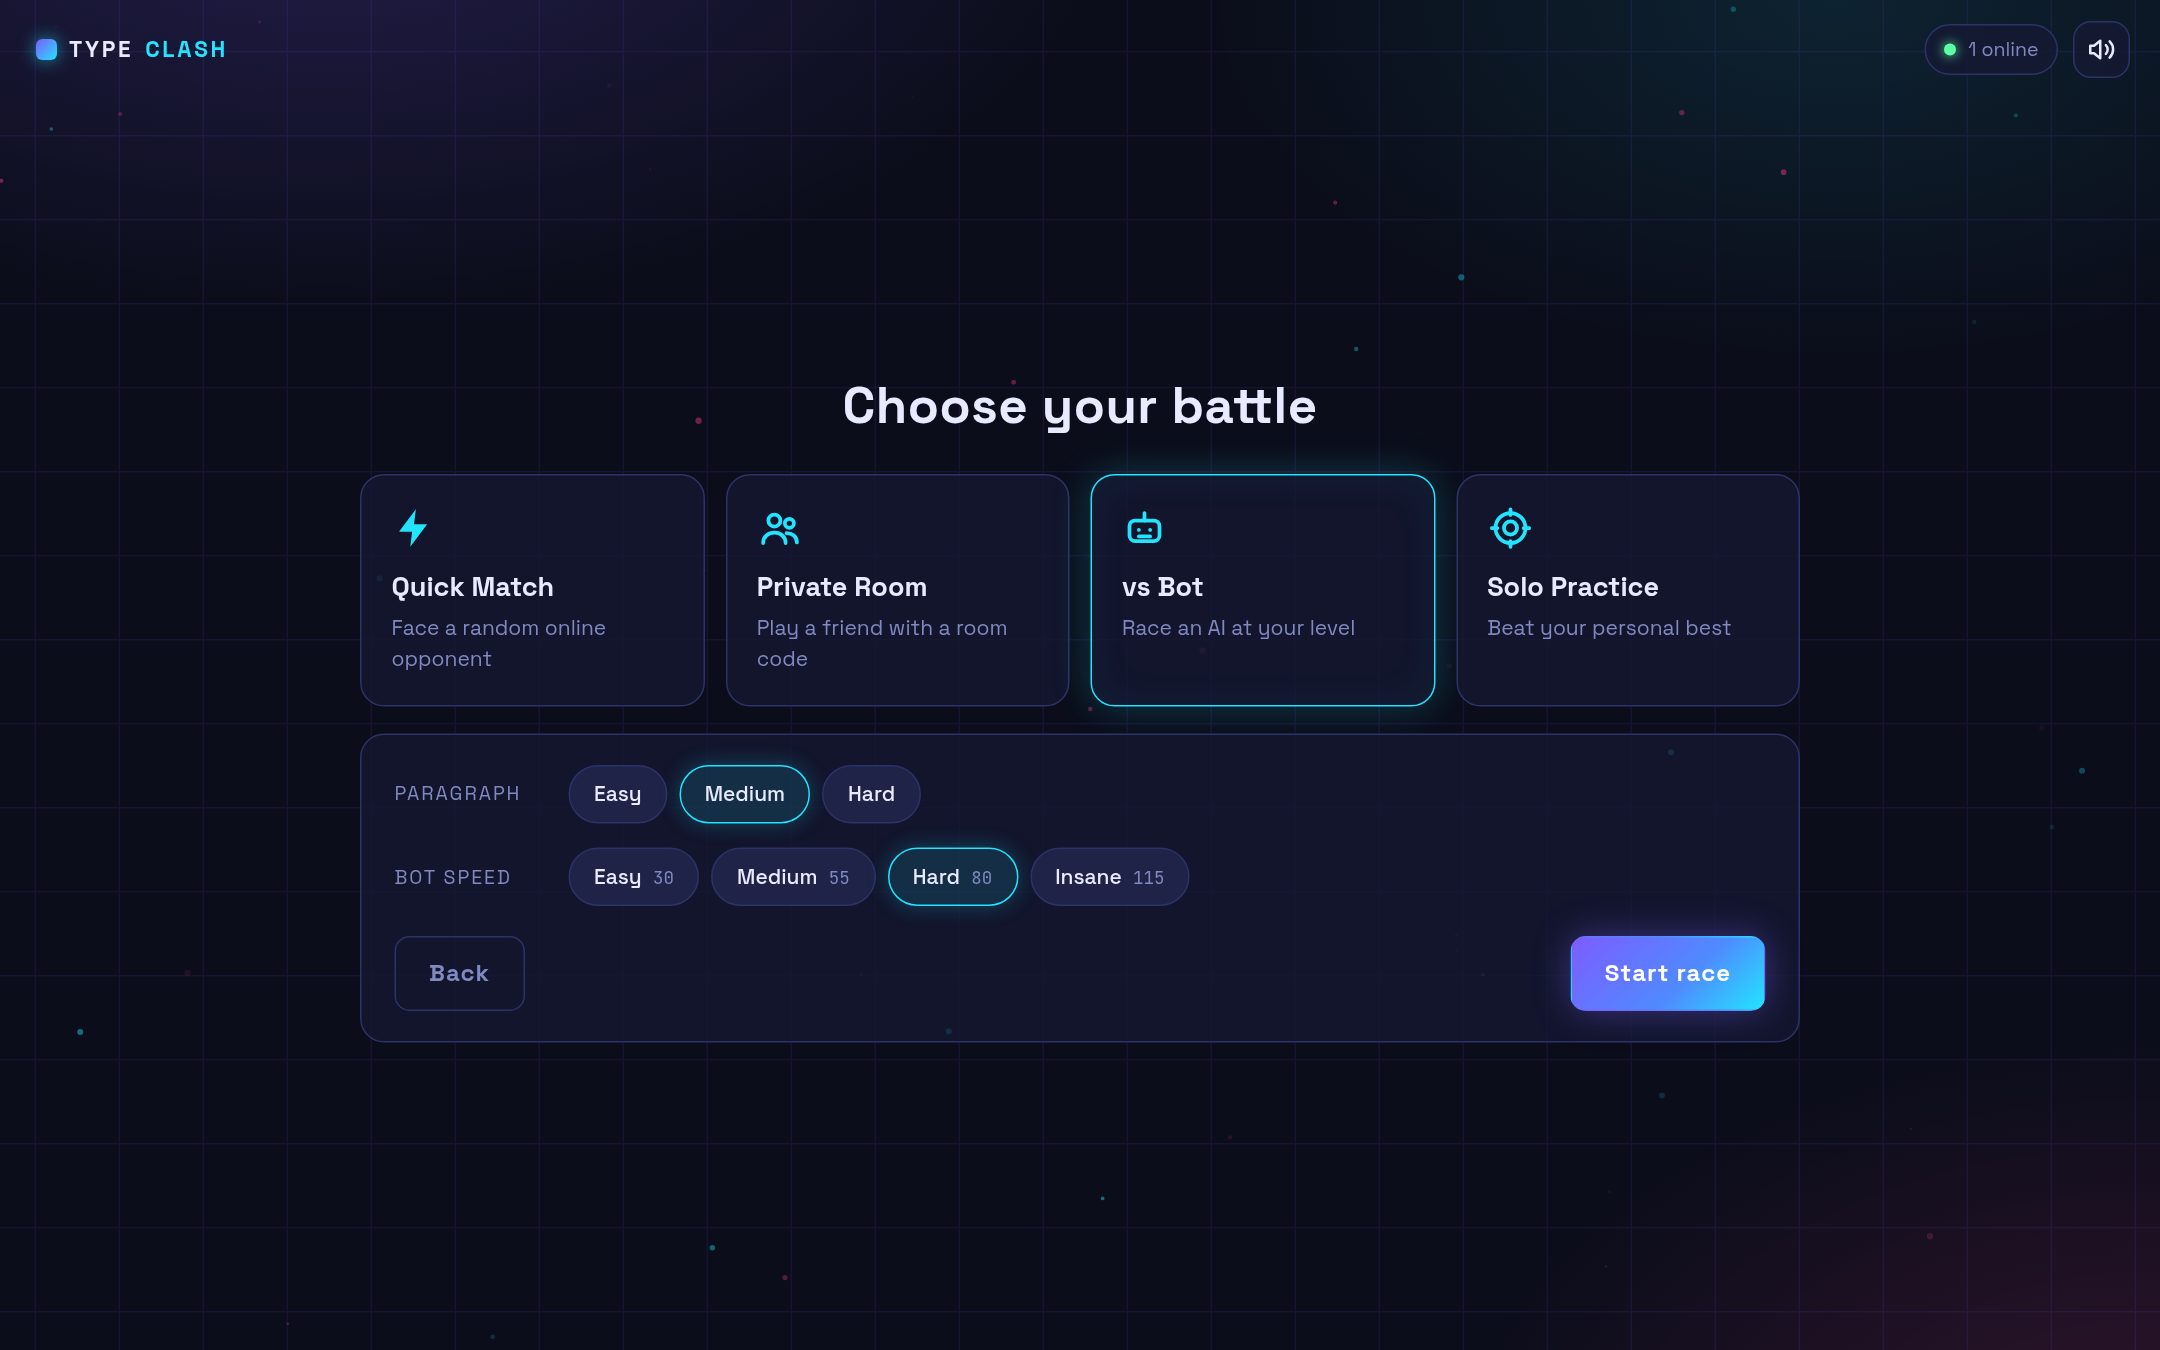 TYPE CLASH
1 online
Choose your battle
Quick Match
Face a random online
opponent
Private Room
Play a friend with a room
code
vs Bot
Race an AI at your level
Solo Practice
Beat your personal best
PARAGRAPH Easy Medium Hard
BOT SPEED Easy 30 Medium 55 Hard 80 Insane 115
Back
Start race